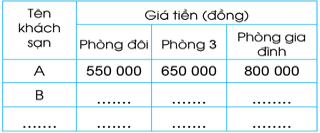 Tên khách sạn | Giá tiền (đồng)
Phòng đôi | Phòng 3 | Phòng gia đình
A | 550 000 | 650 000 | 800 000
B | ....... | ....... | ........
....... | ....... | ....... | ........